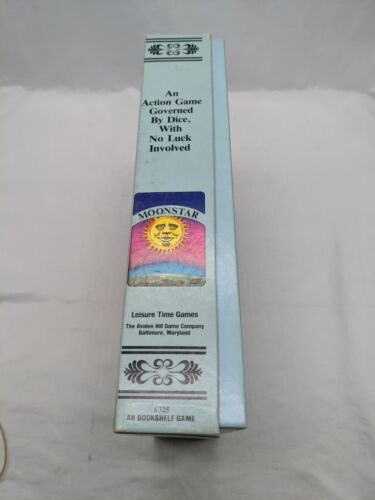 An
Action Game
Governed
By Dice,
With
No Luck
Involved
MOONSTAR
Leisure Time Games
The Avalon Hill Game Company
Baltimore, Maryland
6325
AN BOOKSHELF GAME